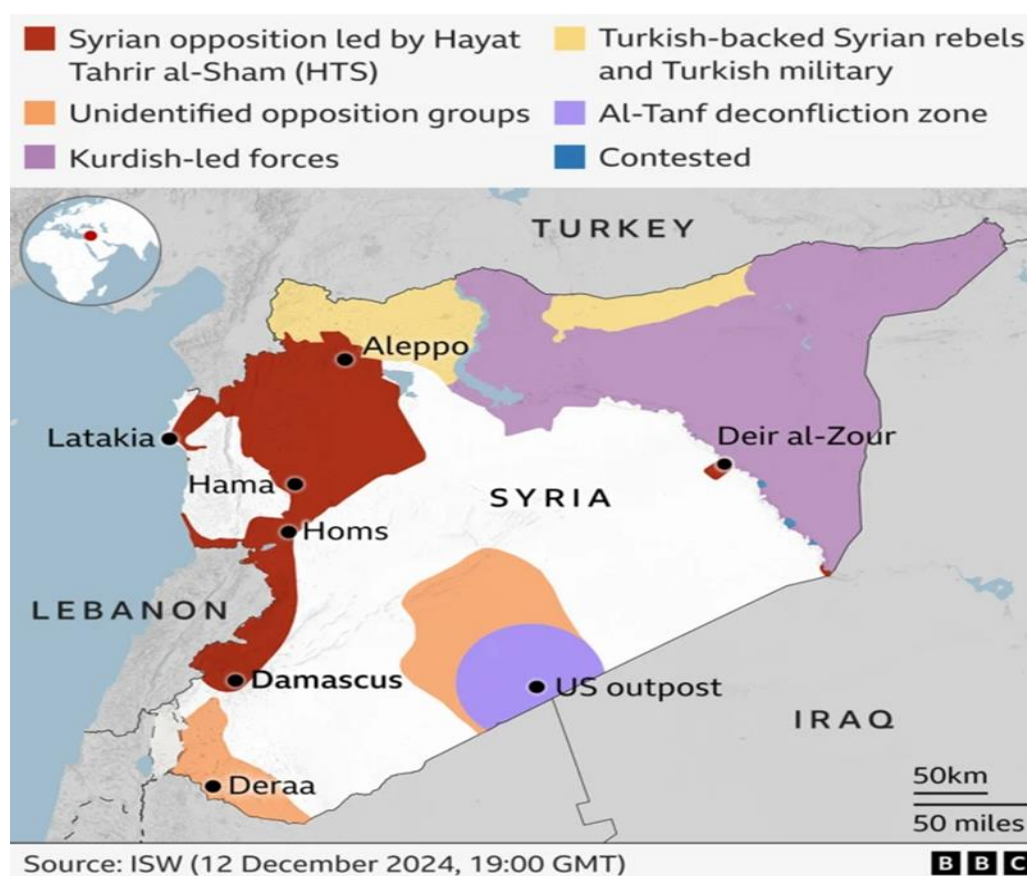 Syrian opposition led by Hayat
Tahrir al-Sham (HTS)
Turkish-backed Syrian rebels
and Turkish military
Unidentified opposition groups
Al-Tanf deconfliction zone
Kurdish-led forces
Contested
TURKEY
Aleppo
Latakia
Deir al-Zour
Hama
SYRIA
Homs
LEBANON
Damascus
US outpost
IRAQ
Deraa
50km
50 miles
Source: ISW (12 December 2024, 19:00 GMT)
BBC